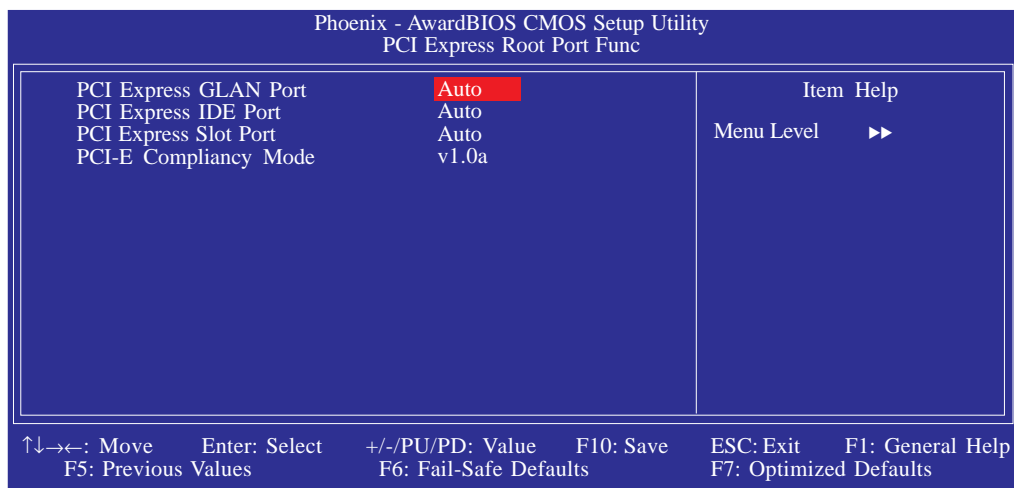 Phoenix - AwardBIOS CMOS Setup Utility
PCI Express Root Port Func
PCI Express GLAN Port Auto
PCI Express IDE Port Auto
PCI Express Slot Port Auto
PCI-E Compliancy Mode v1.0a
Item Help
Menu Level ▶▶
↑↓→←: Move Enter: Select +/-/PU/PD: Value F10: Save ESC: Exit F1: General Help
F5: Previous Values F6: Fail-Safe Defaults F7: Optimized Defaults